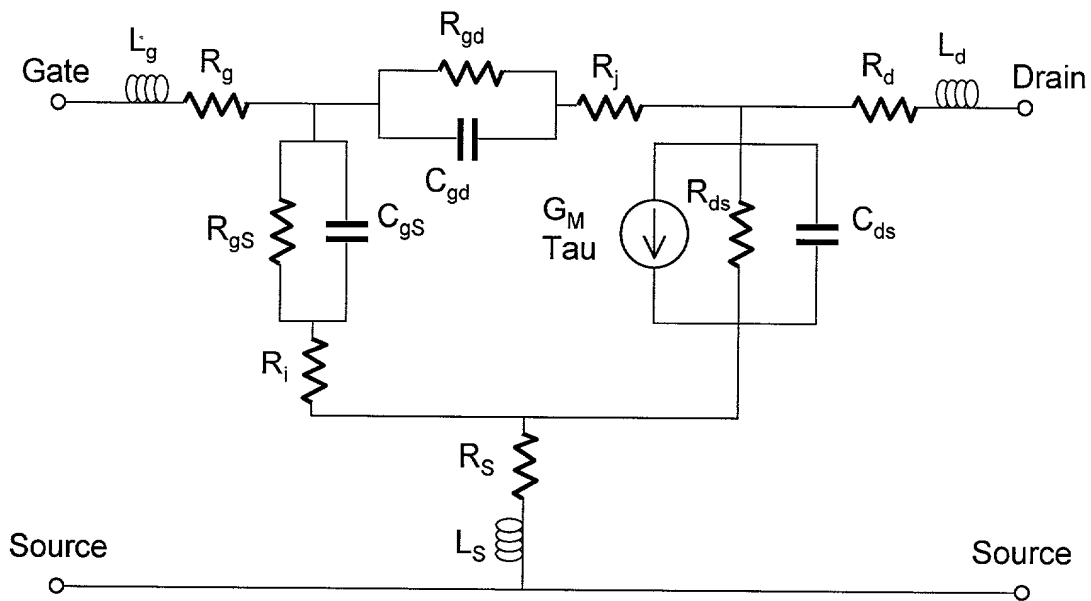 Lg
Rg
Rgd
Rj
Rd
Ld
Gate
Drain
Cgd
RgS
CgS
GM
Tau
Rds
Cds
Ri
RS
LS
Source
Source